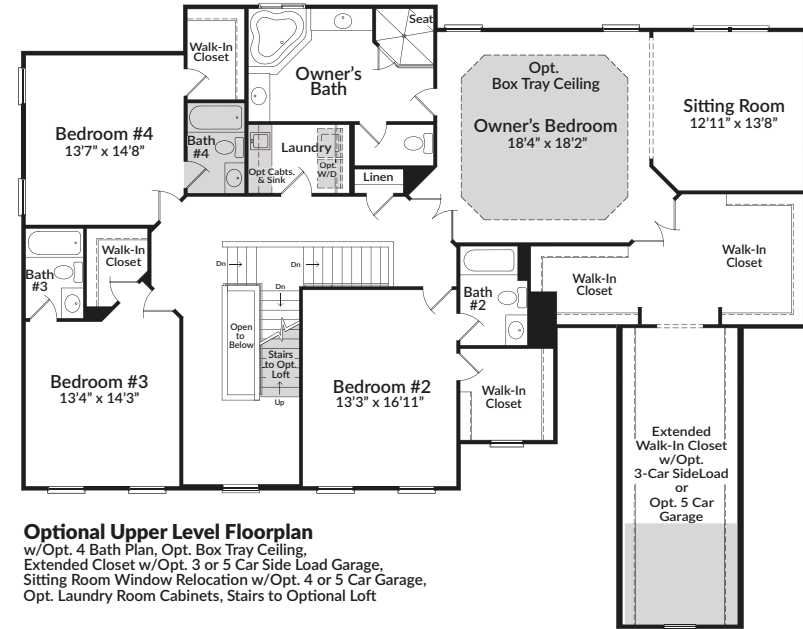 Seat
Walk-In
Closet
Owner's
Bath
Opt.
Box Tray Ceiling
Owner's Bedroom
18'4" x 18'2"
Sitting Room
12'11" x 13'8"
Bedroom #4
13'7" x 14'8"
Bath
#4
Laundry
Opt Cabts.
& Sink
Opt.
W/D
Linen
Bath
#3
Walk-In
Closet
Dn
Dn
Dn
Open
to
Below
Stairs
to Opt.
Loft
Up
Bath
#2
Walk-In
Closet
Walk-In
Closet
Bedroom #3
13'4" x 14'3"
Bedroom #2
13'3" x 16'11"
Walk-In
Closet
Extended
Walk-In Closet
w/Opt.
3-Car SideLoad
or
Opt. 5 Car
Garage
Optional Upper Level Floorplan
w/Opt. 4 Bath Plan, Opt. Box Tray Ceiling,
Extended Closet w/Opt. 3 or 5 Car Side Load Garage,
Sitting Room Window Relocation w/Opt. 4 or 5 Car Garage,
Opt. Laundry Room Cabinets, Stairs to Optional Loft